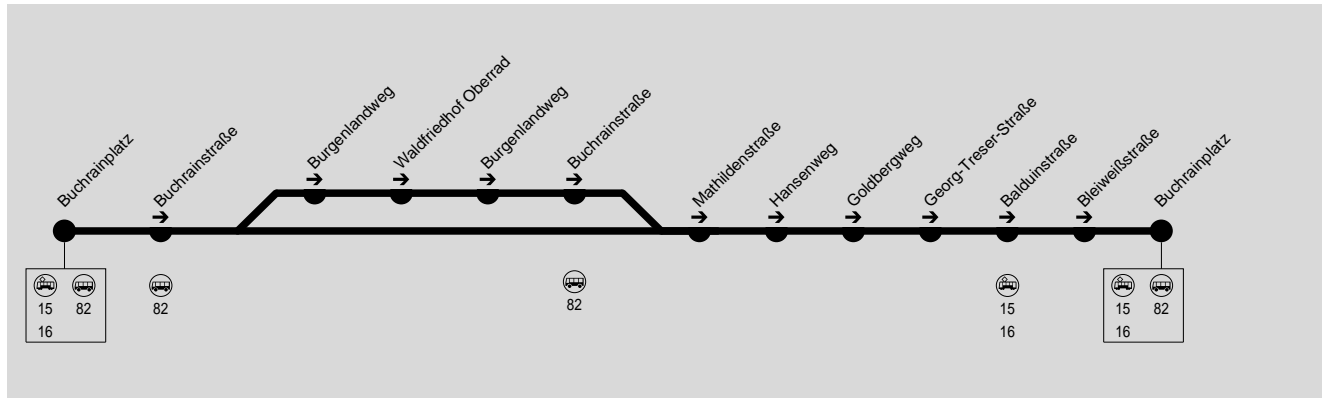 Buchrainplatz
Buchrainstraße
Burgenlandweg
Waldfriedhof Oberrad
Burgenlandweg
Buchrainstraße
Mathildenstraße
Hansenweg
Goldbergweg
Georg-Treser-Straße
Balduinstraße
Bleiweißstraße
Buchrainplatz
15 82
16
82
82
15
16
15 82
16